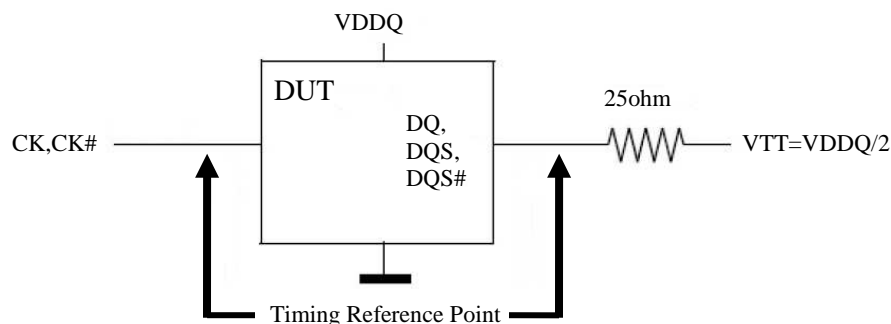 VDDQ
DUT
25ohm
DQ,
CK,CK#
DQS,
VTT=VDDQ/2
DQS#
Timing Reference Point